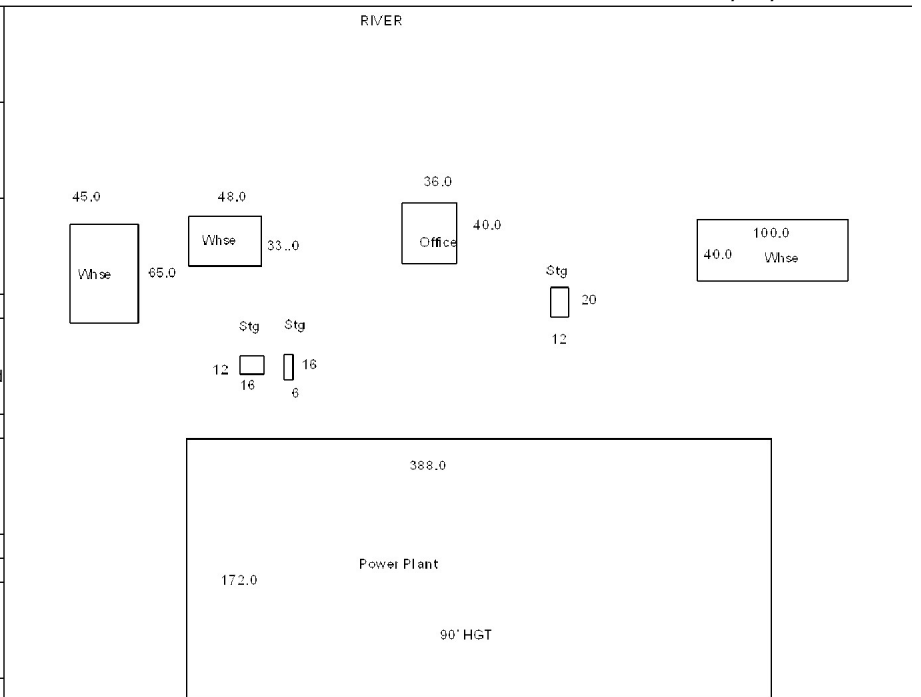 RIVER
36.0
45.0
48.0
40.0
100.0
Whse
33..0
Office
40.0
Whse
Whse
65.0
Stg
20
Stg
Stg
12
16
12
16
6
388.0
Power Plant
172.0
90' HGT